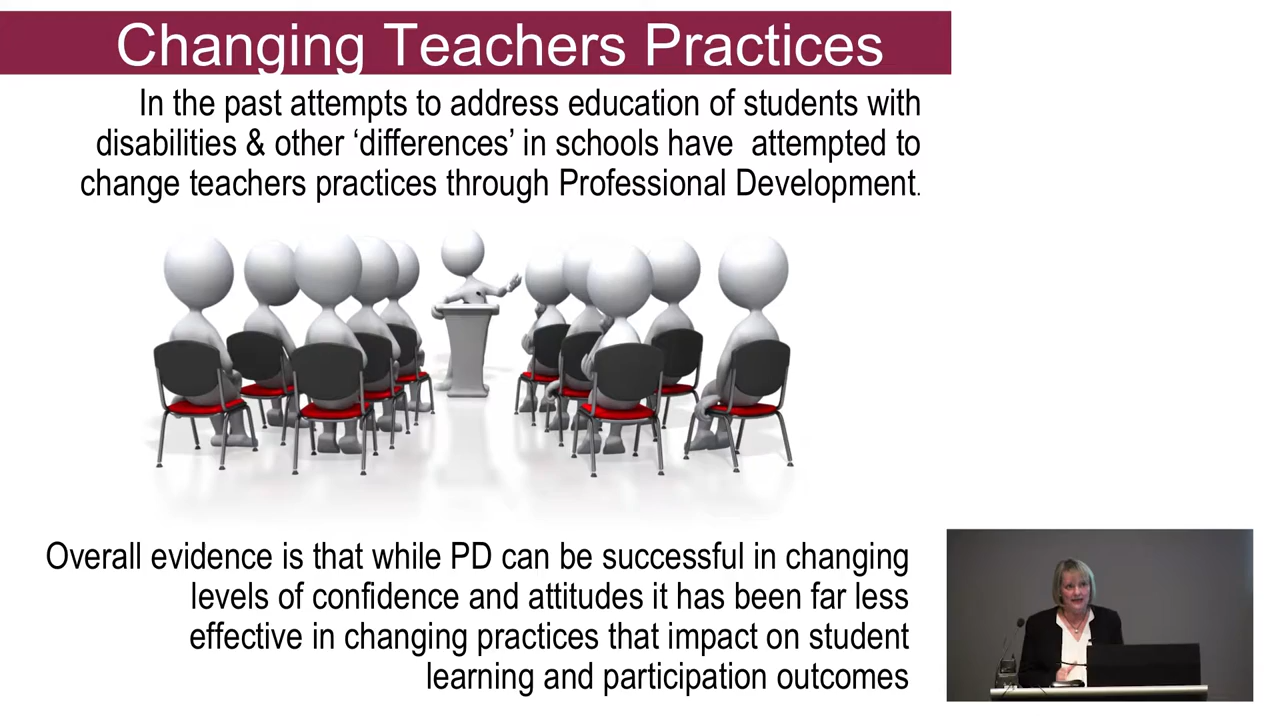 Changing Teachers Practices
In the past attempts to address education of students with
disabilities & other ‘differences’ in schools have  attempted to
change teachers practices through Professional Development.
Overall evidence is that while PD can be successful in changing
levels of confidence and attitudes it has been far less
effective in changing practices that impact on student
learning and participation outcomes